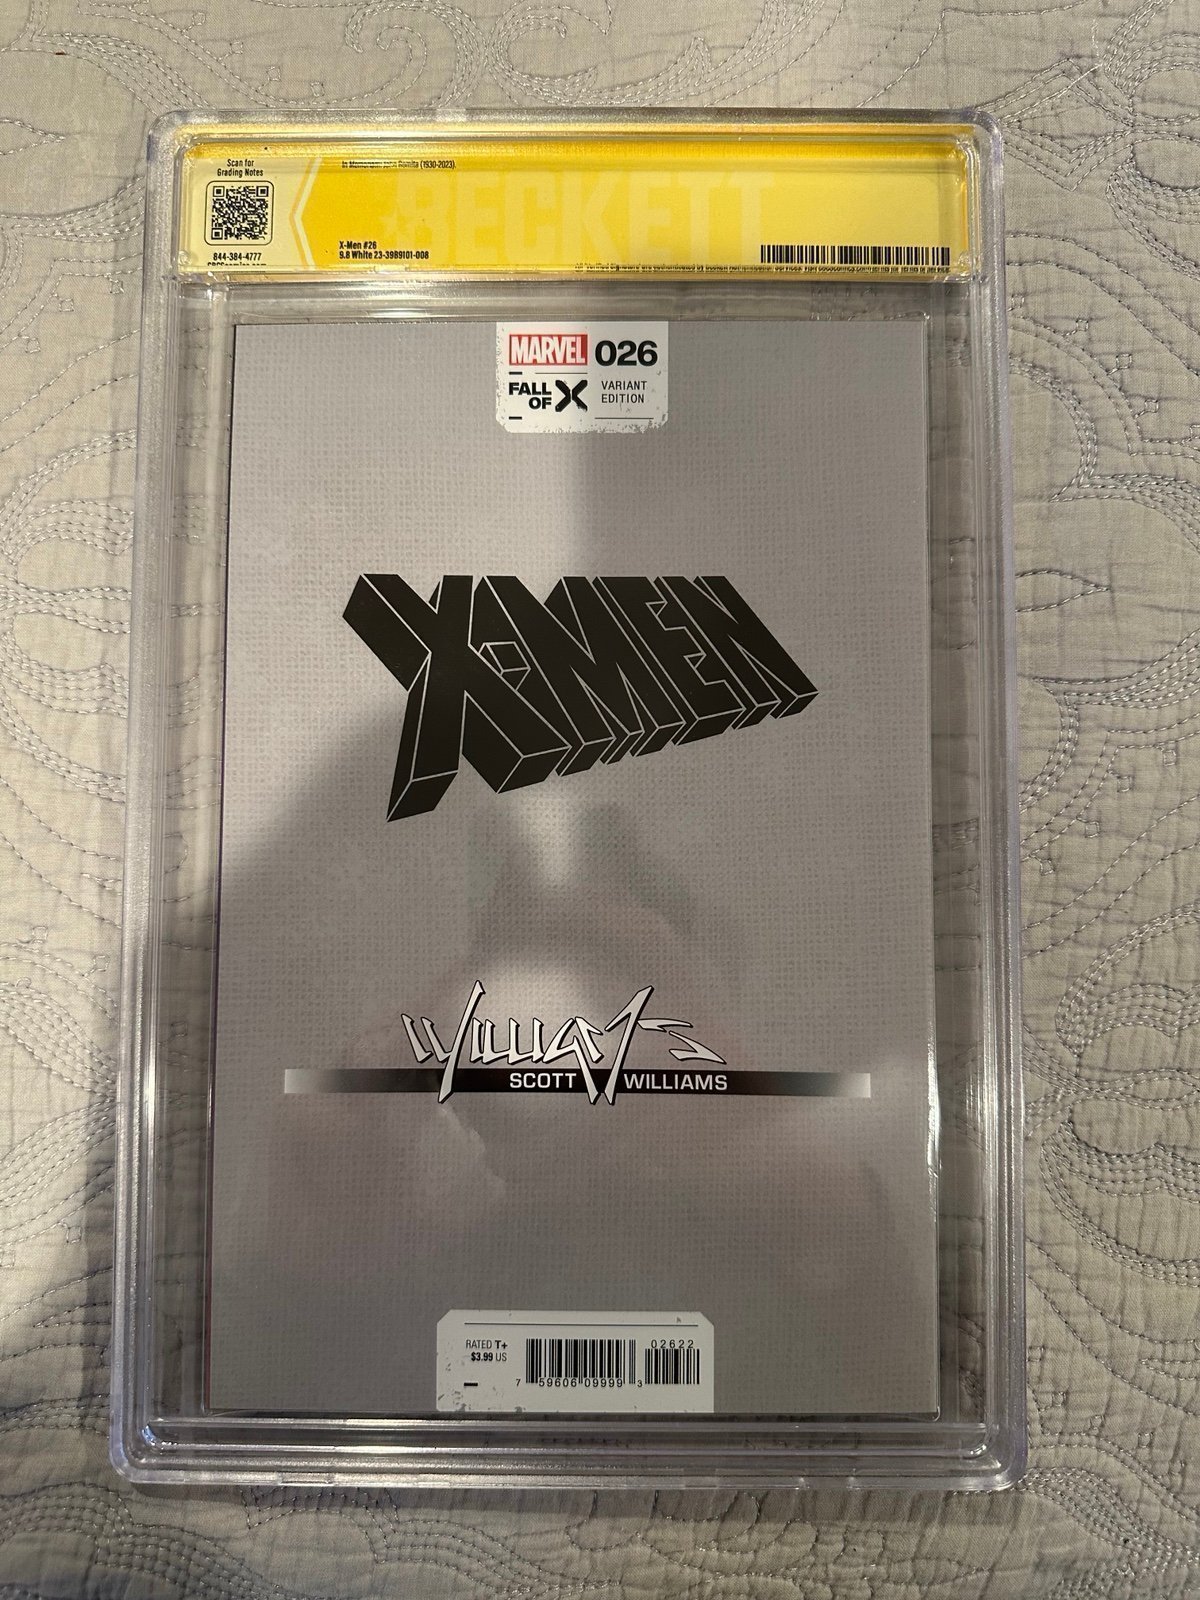 Scan for
Grading Notes
In Memoriam: John Romita (1930-2023).
BECKETT
844-384-4777
X-Men #26
9.8 White 23-39B9101-008
MARVEL 026
FALL OF X
VARIANT EDITION
X-MEN
WILLIAMS
SCOTT WILLIAMS
RATED T+
$3.99 US
02622
7 59606 09999 3